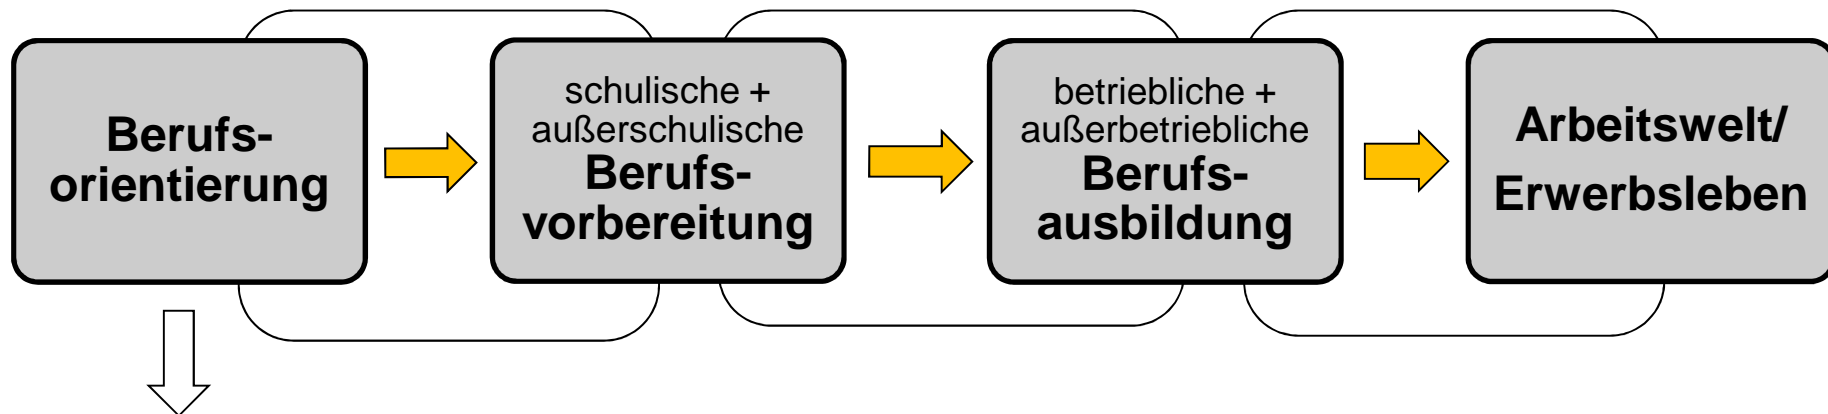 Berufs-
orientierung
schulische +
außerschulische
Berufs-
vorbereitung
betriebliche +
außerbetriebliche
Berufs-
ausbildung
Arbeitswelt/
Erwerbsleben